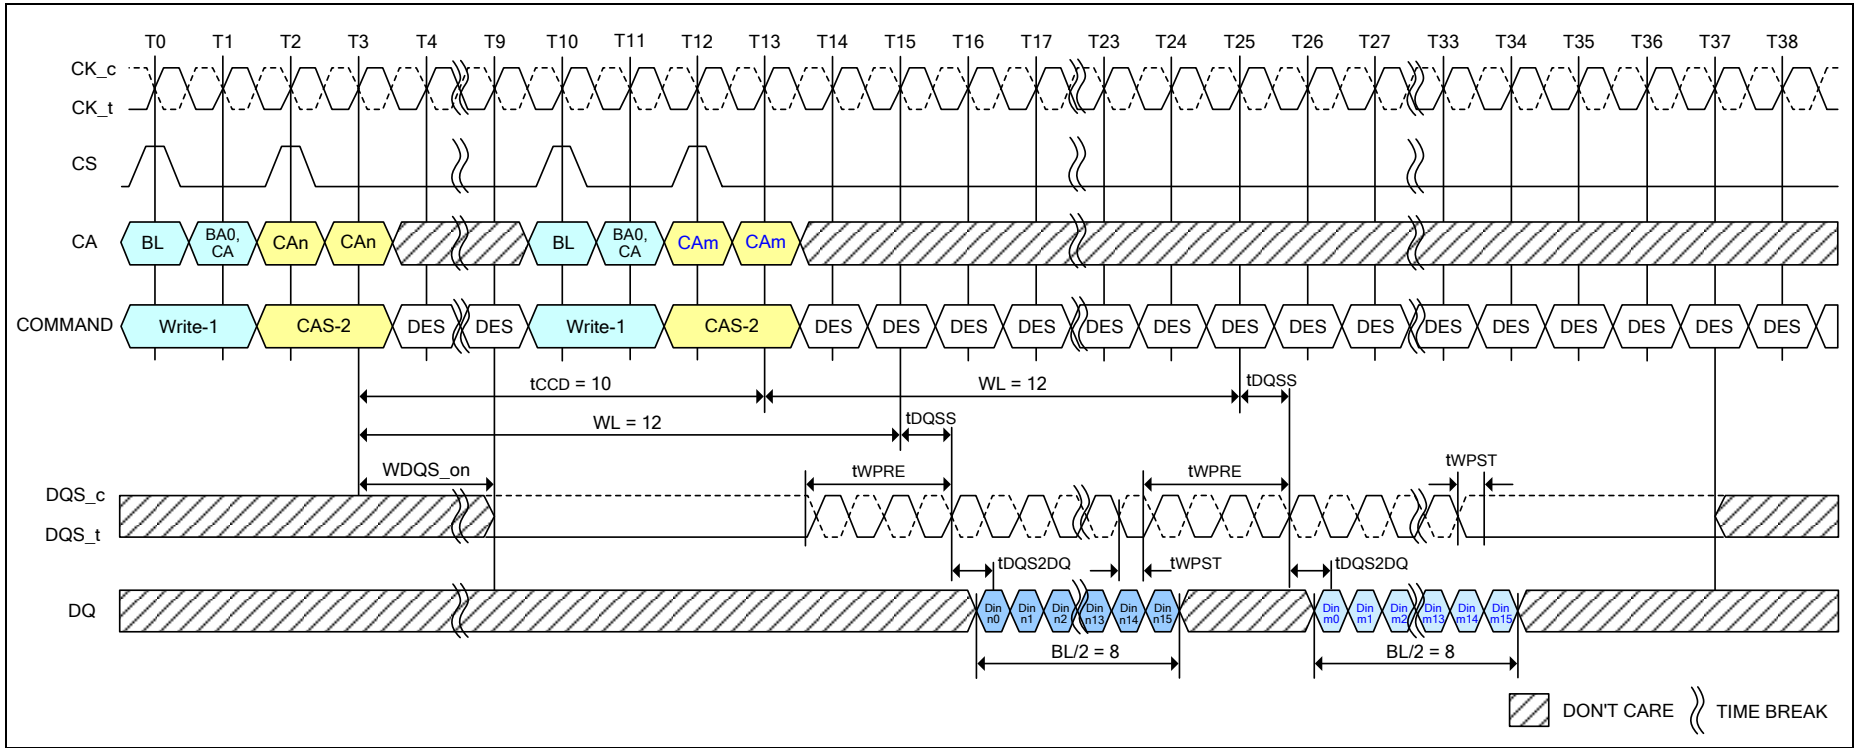 T0 T1 T2 T3 T4 T9 T10 T11 T12 T13 T14 T15 T16 T17 T23 T24 T25 T26 T27 T33 T34 T35 T36 T37 T38
CK_c
CK_t
CS
CA BL BA0, CA CAn CAn BL BA0, CA CAm CAm
COMMAND Write-1 CAS-2 DES DES Write-1 CAS-2 DES DES DES DES DES DES DES DES DES DES DES DES DES DES DES
tCCD = 10 WL = 12 tDQSS
WL = 12 tDQSS
WDQS_on tWPRE tWPRE tWPST
DQS_c
DQS_t
tDQS2DQ tWPST tDQS2DQ
DQ Din n0 Din n1 Din n2 Din n13 Din n14 Din n15 Din m0 Din m1 Din m2 Din m13 Din m14 Din m15
BL/2 = 8 BL/2 = 8
DON'T CARE TIME BREAK